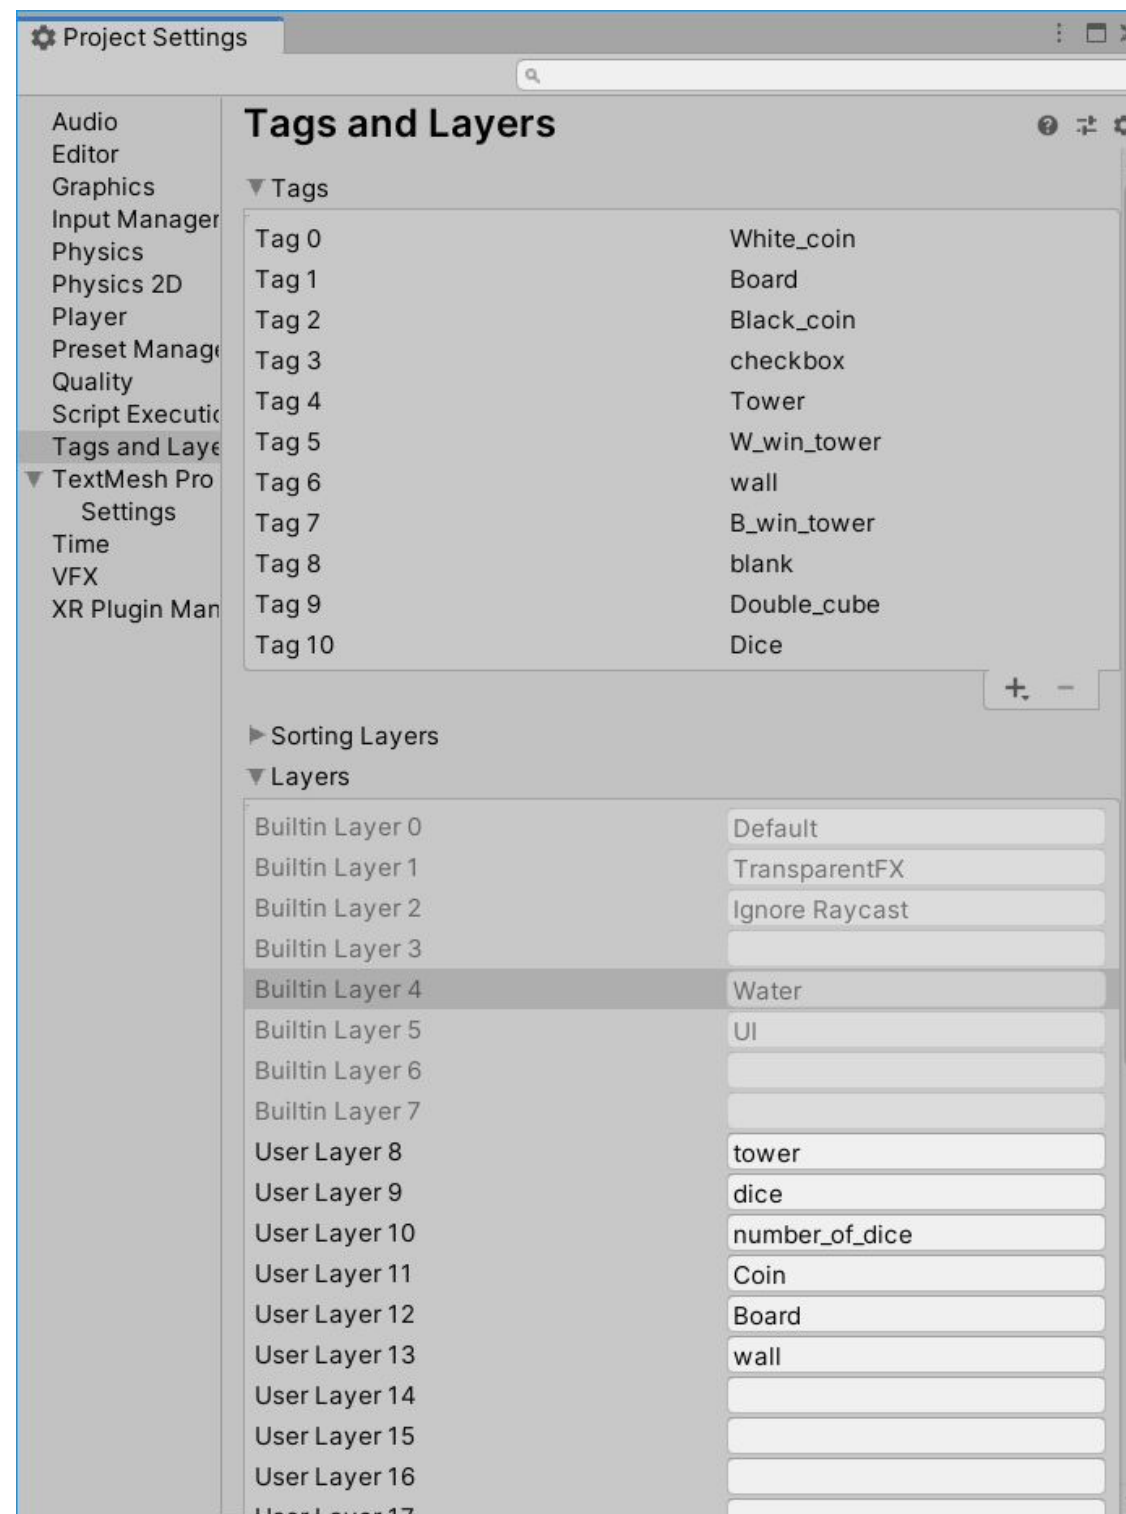 Project Settings
Audio
Editor
Graphics
Input Manager
Physics
Physics 2D
Player
Preset Manag
Quality
Script Executi
Tags and Laye
TextMesh Pro
Settings
Time
VFX
XR Plugin Man
Tags and Layers
Tags
Tag 0 White_coin
Tag 1 Board
Tag 2 Black_coin
Tag 3 checkbox
Tag 4 Tower
Tag 5 W_win_tower
Tag 6 wall
Tag 7 B_win_tower
Tag 8 blank
Tag 9 Double_cube
Tag 10 Dice
Sorting Layers
Layers
Builtin Layer 0 Default
Builtin Layer 1 TransparentFX
Builtin Layer 2 Ignore Raycast
Builtin Layer 3
Builtin Layer 4 Water
Builtin Layer 5 UI
Builtin Layer 6
Builtin Layer 7
User Layer 8 tower
User Layer 9 dice
User Layer 10 number_of_dice
User Layer 11 Coin
User Layer 12 Board
User Layer 13 wall
User Layer 14
User Layer 15
User Layer 16
User Layer 17